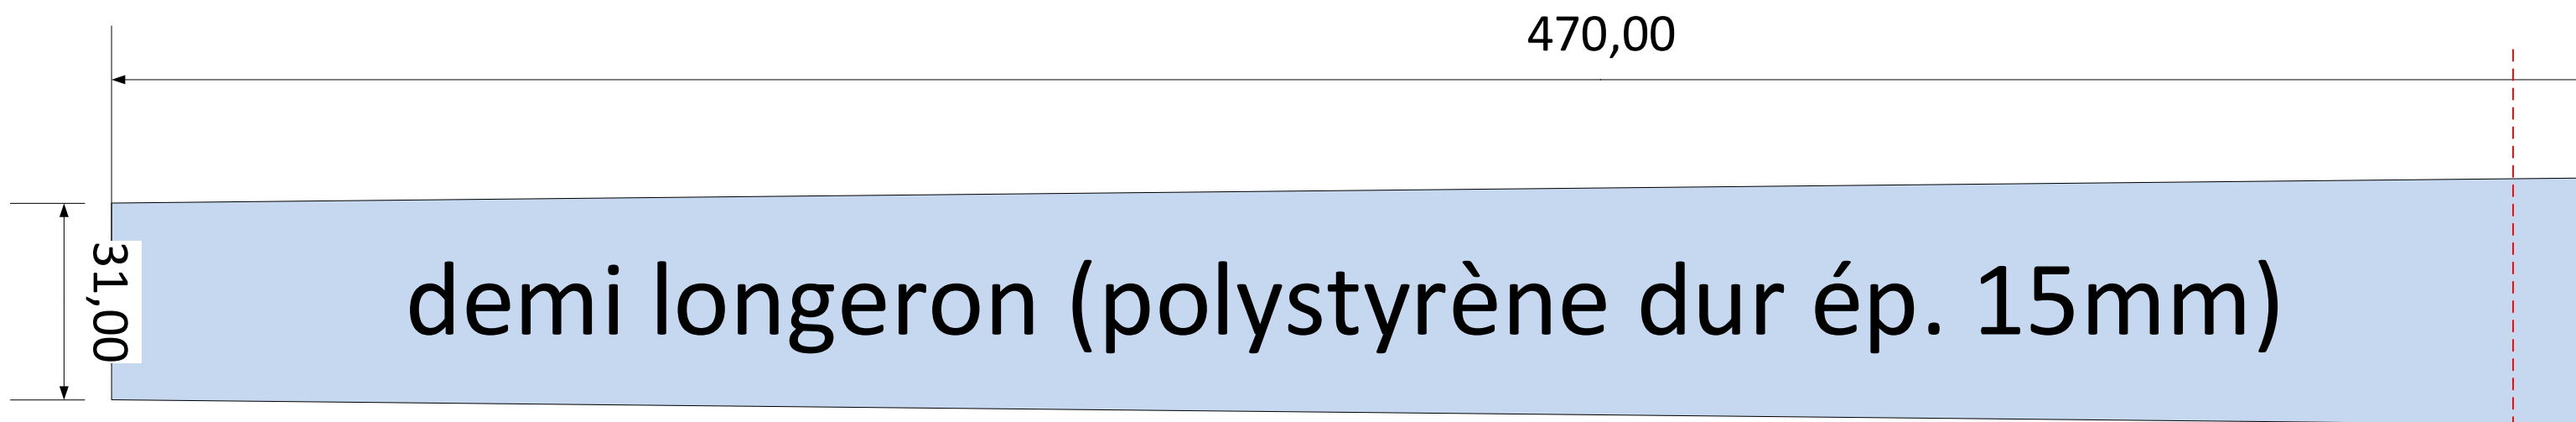 470,00
31,00
demi longeron (polystyrène dur ép. 15mm)